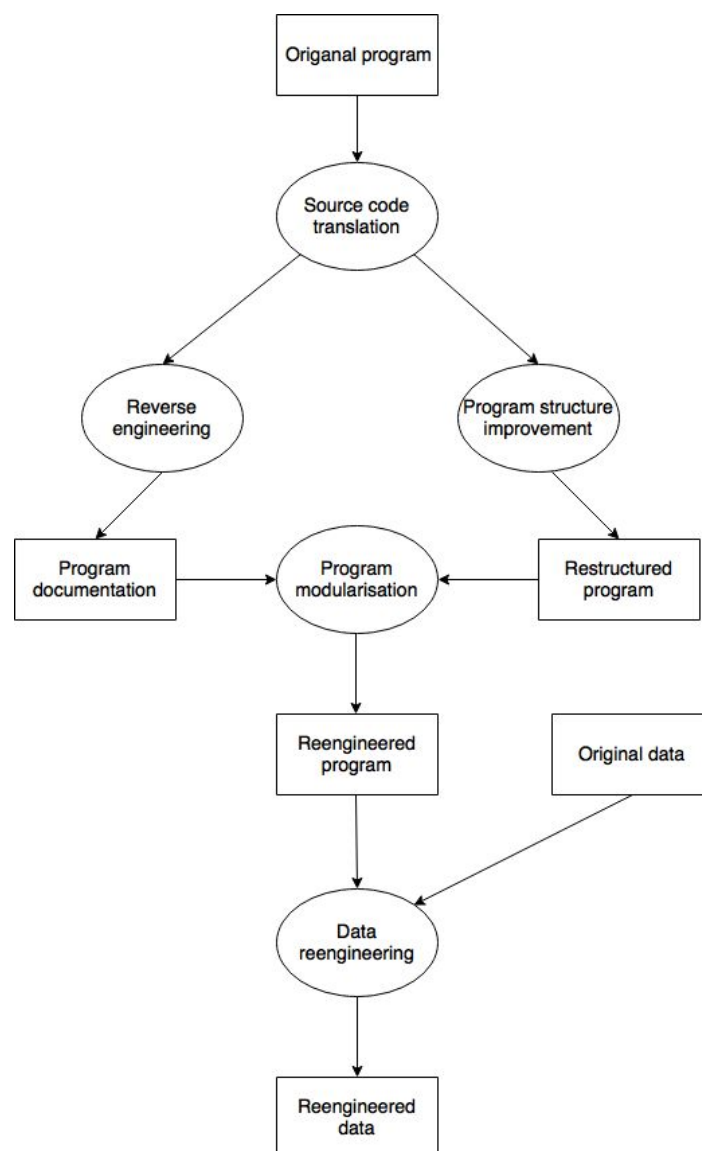 Origanal program
Source code
translation
Reverse
engineering
Program structure
improvement
Program
documentation
Program
modularisation
Restructured
program
Reengineered
program
Original data
Data
reengineering
Reengineered
data